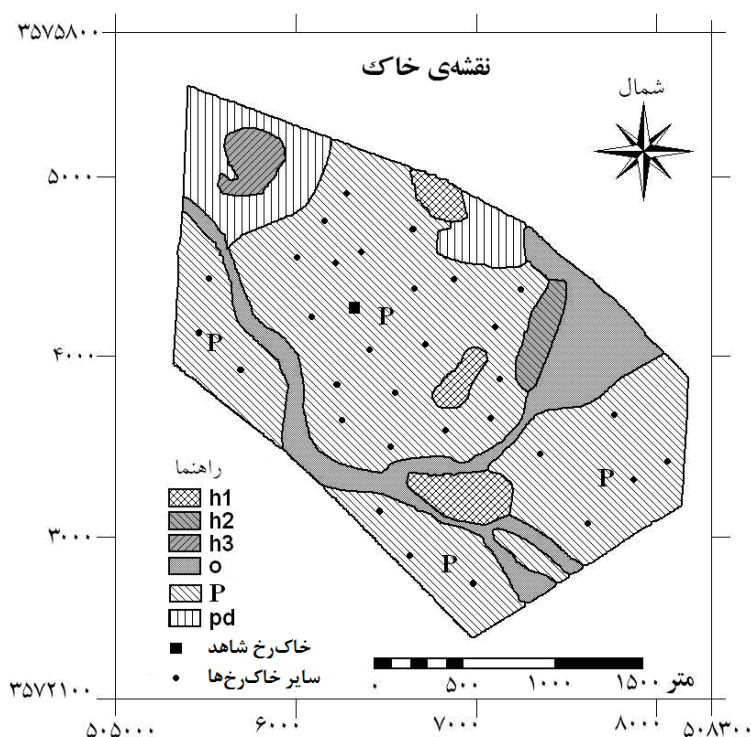 ۳۵۷۵۸۰۰
نقشه‌ی خاک
شمال
۵۰۰۰
P
P
۴۰۰۰
P
راهنما
h1
h2
h3
o
P
pd
خاک‌رخ شاهد
سایر خاک‌رخ‌ها
P
۳۰۰۰
۰ ۵۰۰ ۱۰۰۰ ۱۵۰۰ متر
۳۵۷۲۱۰۰
۵۰۵۰۰۰ ۶۰۰۰ ۷۰۰۰ ۸۰۰۰ ۵۰۸۳۰۰